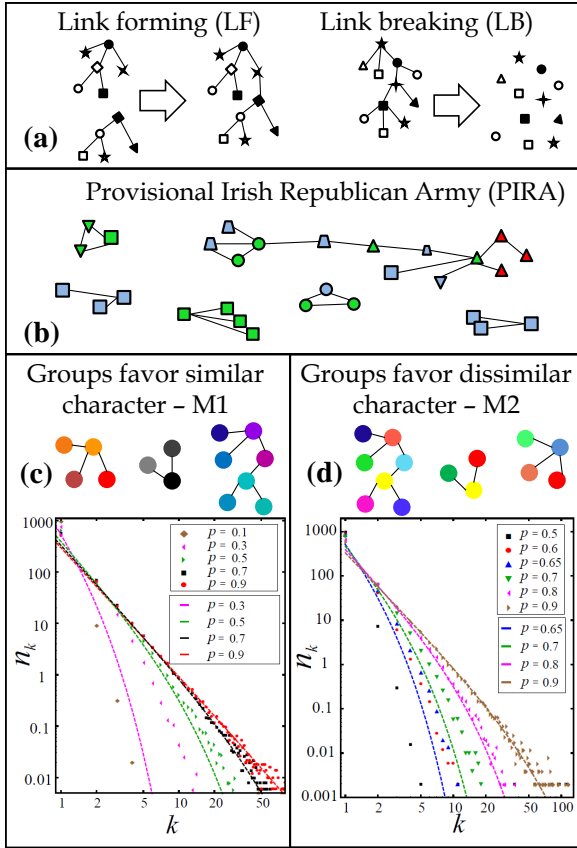 Link forming (LF)
Link breaking (LB)
(a)
Provisional Irish Republican Army (PIRA)
(b)
Groups favor similar
character – M1
(c)
1000
100
10
1
0.1
0.01
n_k
1
2
5
10
20
50
k
p = 0.1
p = 0.3
p = 0.5
p = 0.7
p = 0.9
p = 0.3
p = 0.5
p = 0.7
p = 0.9
Groups favor dissimilar
character – M2
(d)
1000
100
10
1
0.1
0.01
0.001
n_k
1
2
5
10
20
50
100
k
p = 0.5
p = 0.6
p = 0.65
p = 0.7
p = 0.8
p = 0.9
p = 0.65
p = 0.7
p = 0.8
p = 0.9